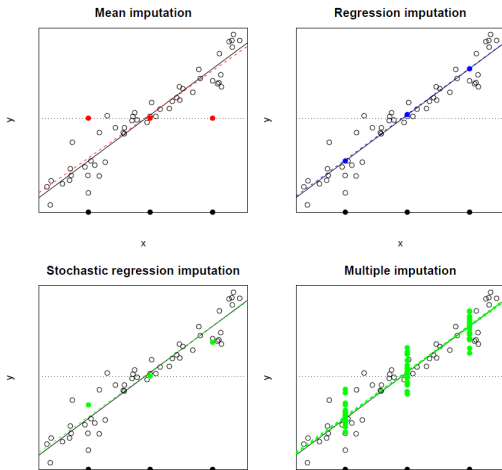 Mean imputation
Regression imputation
y
y
x
x
Stochastic regression imputation
Multiple imputation
y
y